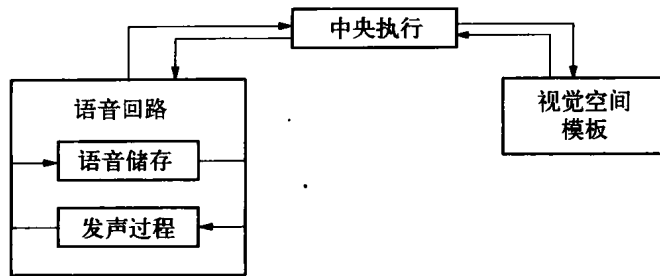 中央执行
语音回路
语音储存
发声过程
视觉空间
模板